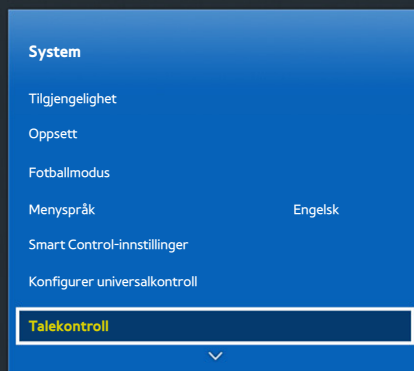 System
Tilgjengelighet
Oppsett
Fotballmodus
Menyspråk Engelsk
Smart Control-innstillinger
Konfigurer universalkontroll
Talekontroll